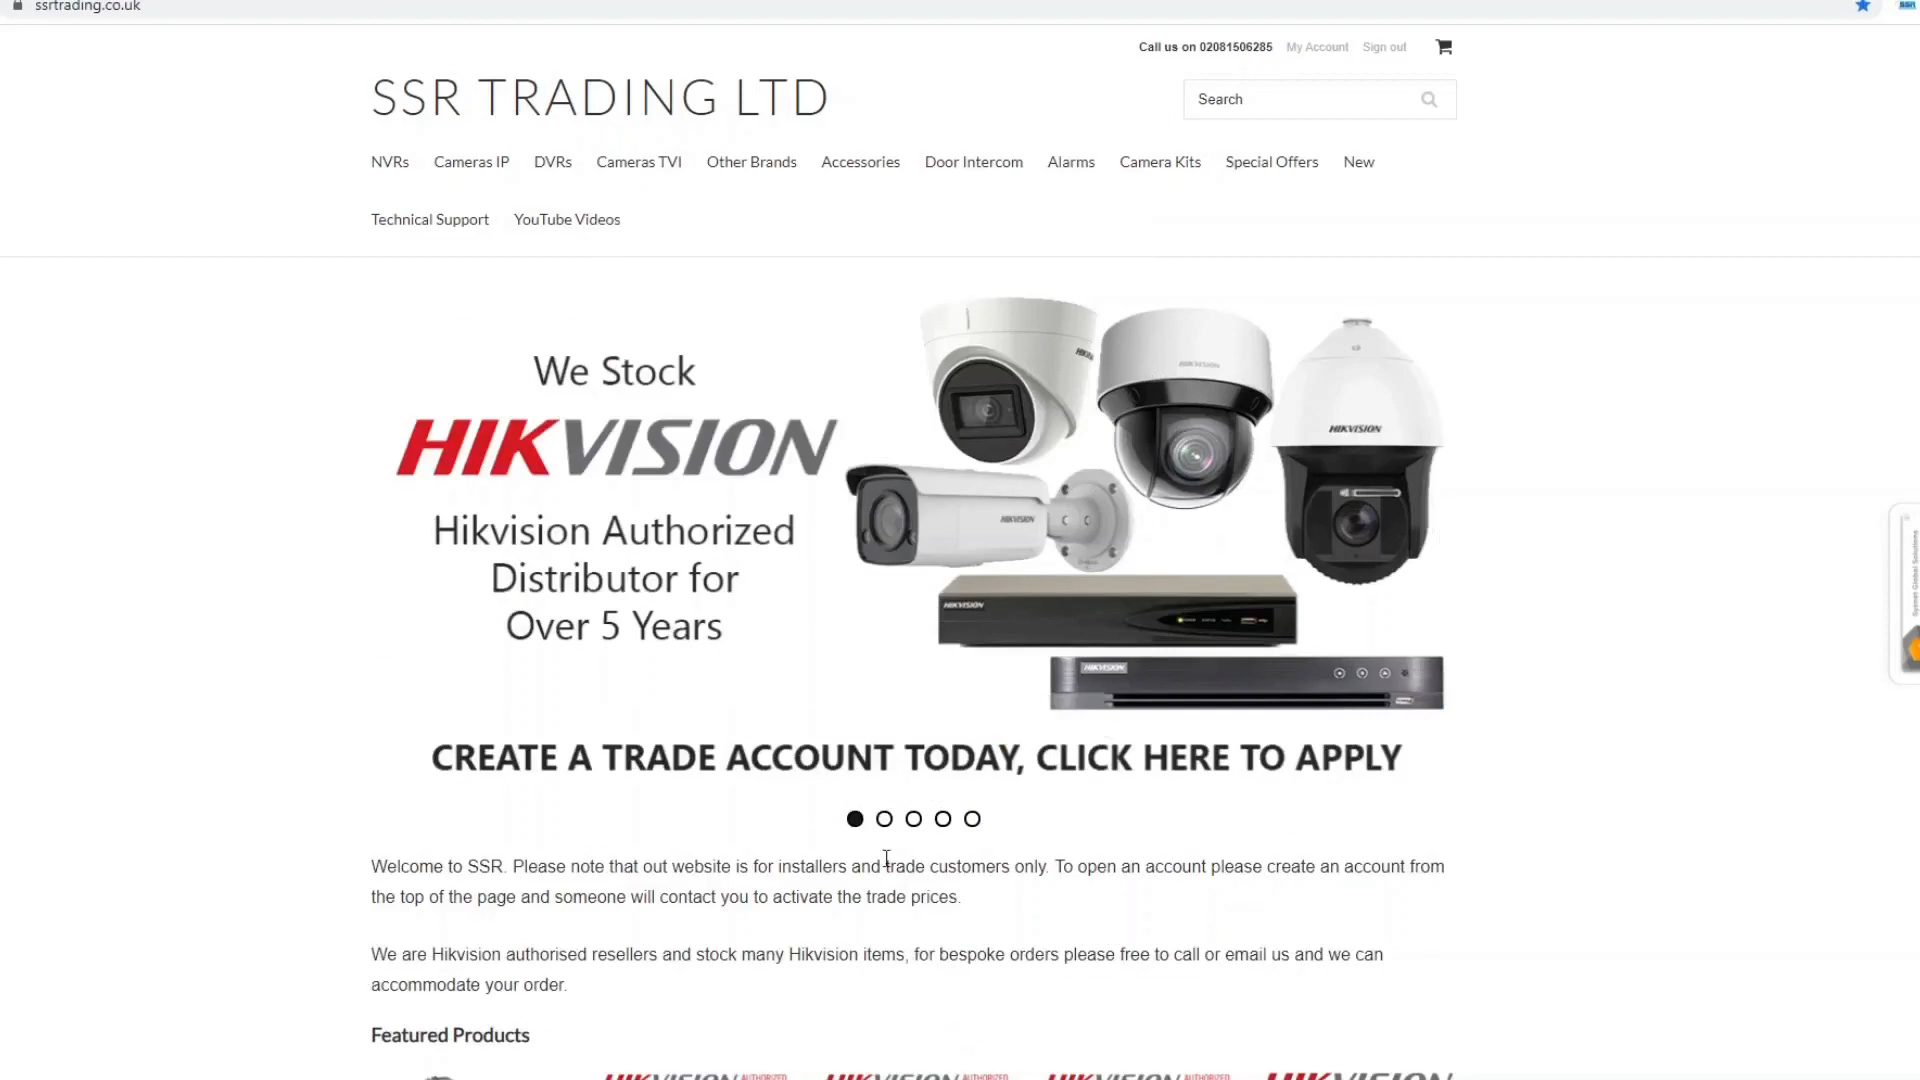 ssrtrading.co.uk
Call us on 02081506285 My Account Sign out
SSR TRADING LTD
Search
NVRs Cameras IP DVRs Cameras TVI Other Brands Accessories Door Intercom Alarms Camera Kits Special Offers New
Technical Support YouTube Videos
We Stock
HIKVISION
Hikvision Authorized
Distributor for
Over 5 Years
HIKVISION
HIKVISION
HIKVISION
HIKVISION
HIKVISION
CREATE A TRADE ACCOUNT TODAY, CLICK HERE TO APPLY
Welcome to SSR. Please note that out website is for installers and trade customers only. To open an account please create an account from
the top of the page and someone will contact you to activate the trade prices.
We are Hikvision authorised resellers and stock many Hikvision items, for bespoke orders please free to call or email us and we can
accommodate your order.
Featured Products